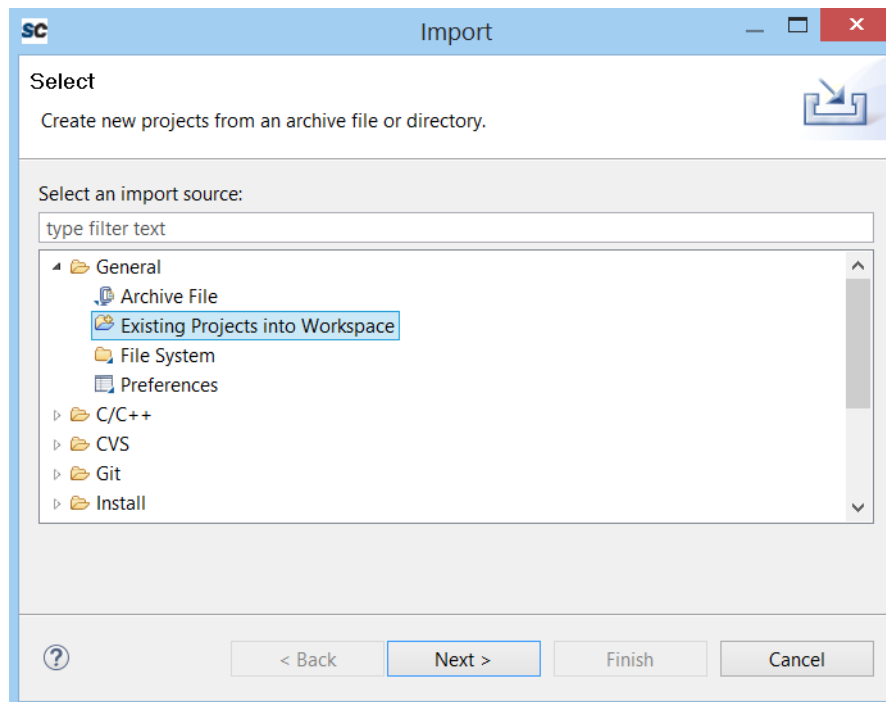 SC
Import
Select
Create new projects from an archive file or directory.
Select an import source:
type filter text
General
Archive File
Existing Projects into Workspace
File System
Preferences
C/C++
CVS
Git
Install
?
< Back
Next >
Finish
Cancel